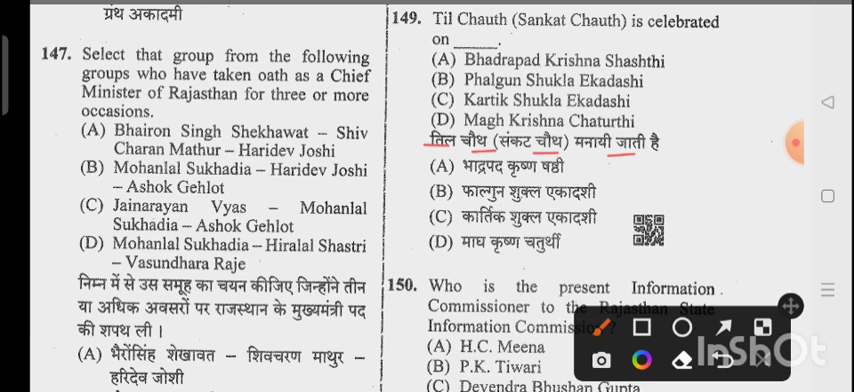 ग्रंथ अकादमी
147. Select that group from the following
groups who have taken oath as a Chief
Minister of Rajasthan for three or more
occasions.
(A) Bhairon Singh Shekhawat – Shiv
Charan Mathur – Haridev Joshi
(B) Mohanlal Sukhadia – Haridev Joshi
– Ashok Gehlot
(C) Jainarayan Vyas – Mohanlal
Sukhadia – Ashok Gehlot
(D) Mohanlal Sukhadia – Hiralal Shastri
– Vasundhara Raje
निम्न में से उस समूह का चयन कीजिए जिन्होंने तीन
या अधिक अवसरों पर राजस्थान के मुख्यमंत्री पद
की शपथ ली ।
(A) भैरोंसिंह शेखावत – शिवचरण माथुर –
हरिदेव जोशी
149. Til Chauth (Sankat Chauth) is celebrated
on ______.
(A) Bhadrapad Krishna Shashthi
(B) Phalgun Shukla Ekadashi
(C) Kartik Shukla Ekadashi
(D) Magh Krishna Chaturthi
तिल चौथ (संकट चौथ) मनायी जाती है
(A) भाद्रपद कृष्ण षष्ठी
(B) फाल्गुन शुक्ल एकादशी
(C) कार्तिक शुक्ल एकादशी
(D) माघ कृष्ण चतुर्थी
150. Who is the present Information
Commissioner to the Rajasthan State
Information Commission ?
(A) H.C. Meena
(B) P.K. Tiwari
(C) Devendra Bhushan Gupta
InShOt